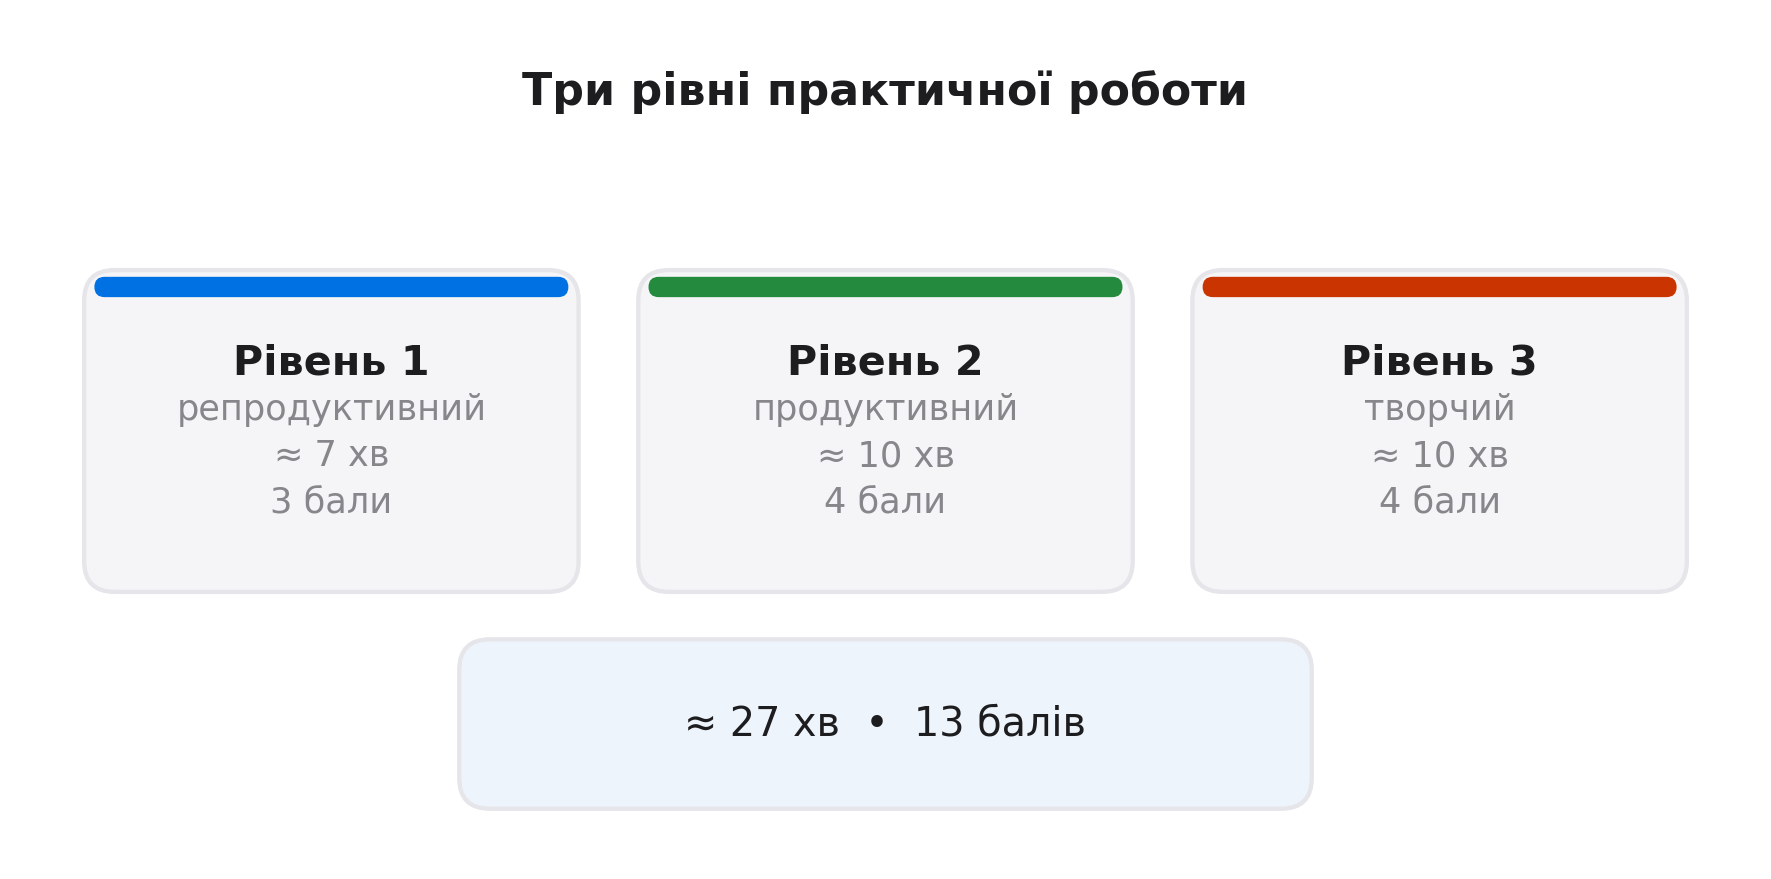 Три рівні практичної роботи
Рівень 1
репродуктивний
≈ 7 хв
3 бали
Рівень 2
продуктивний
≈ 10 хв
4 бали
Рівень 3
творчий
≈ 10 хв
4 бали
≈ 27 хв • 13 балів